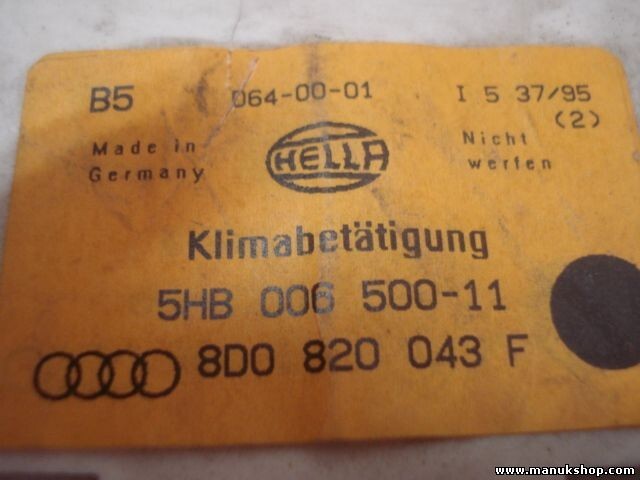 B5 064-00-01 I 5 37/95
(2)
Made in Germany
HELLA
Nicht werfen
Klimabetätigung
5HB 006 500-11
8D0 820 043 F
www.manukshop.com